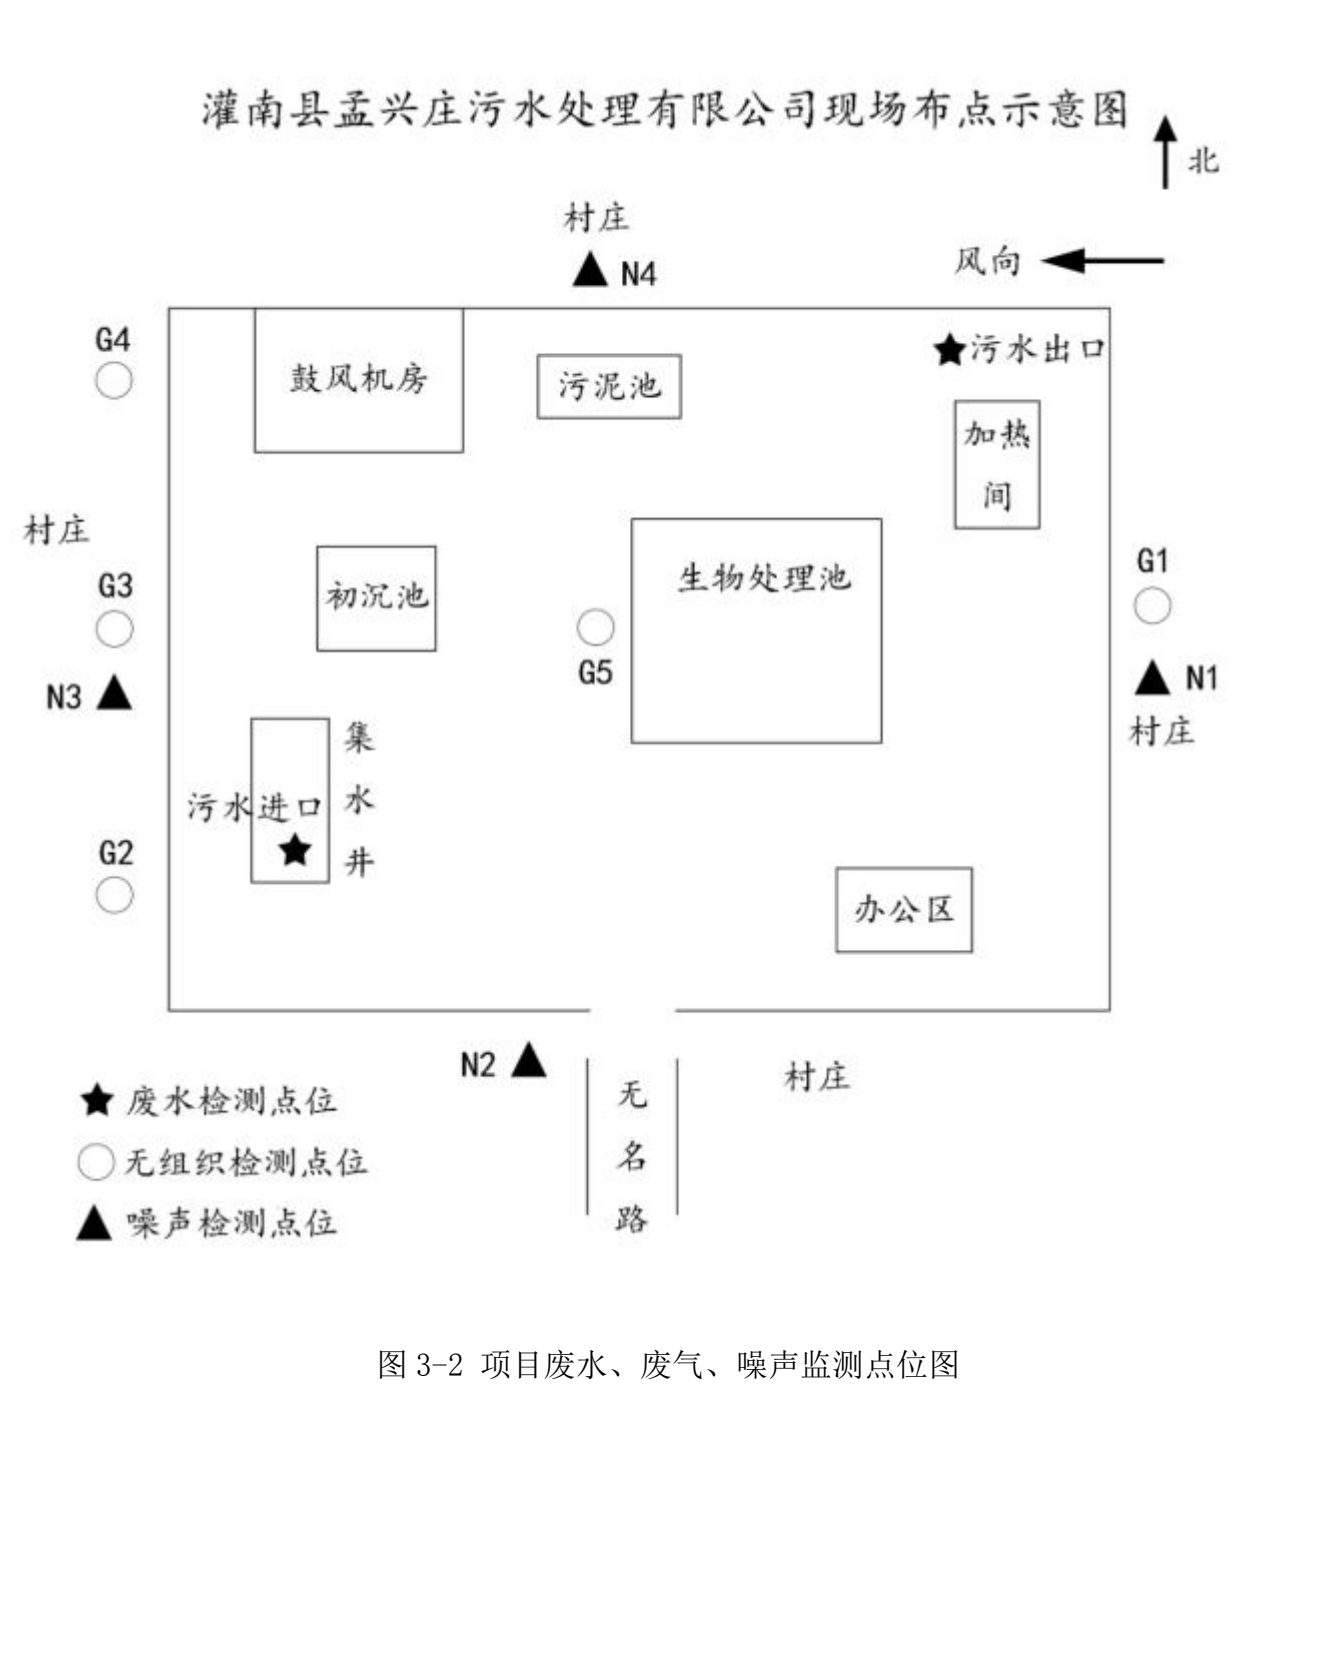 灌南县孟兴庄污水处理有限公司现场布点示意图
北
村庄
N4
风向
G4
鼓风机房
污泥池
污水出口
加热
间
村庄
G3
初沉池
生物处理池
G1
G5
N3
N1
村庄
集
水
井
污水进口
G2
办公区
N2
村庄
无
名
路
废水检测点位
无组织检测点位
噪声检测点位
图 3-2 项目废水、废气、噪声监测点位图